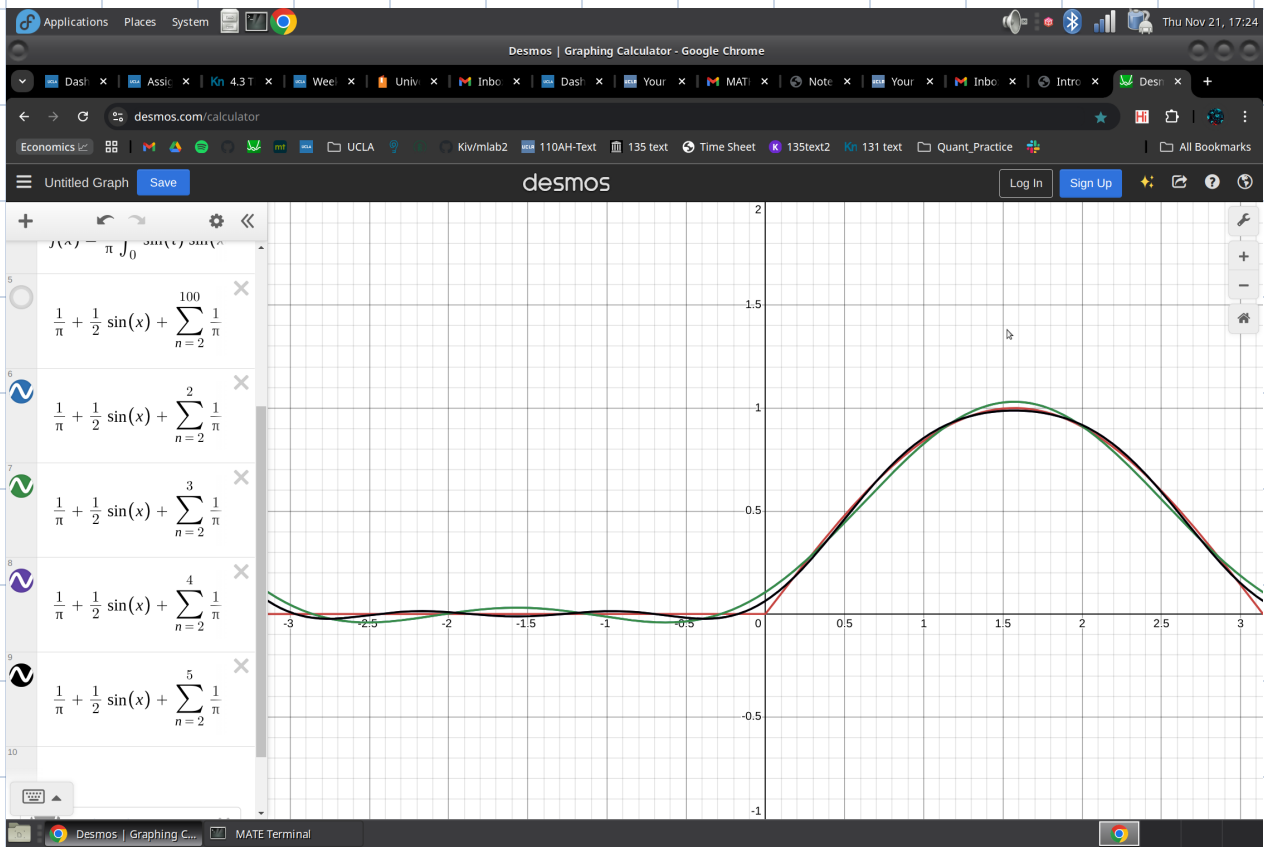 Applications Places System Thu Nov 21, 17:24
Desmos | Graphing Calculator - Google Chrome
Dash Assig Kn 4.3 T Weel Univ Inbo Dash Your MAT Note Your Inbo Intro Desm
desmos.com/calculator
Economics UCLA Kiv/mlab2 110AH-Text 135 text Time Sheet 135text2 Kn 131 text Quant_Practice All Bookmarks
Untitled Graph Save desmos Log In Sign Up
5
1/π + 1/2 sin(x) + ∑ n = 2 100 1/π
6
1/π + 1/2 sin(x) + ∑ n = 2 2 1/π
7
1/π + 1/2 sin(x) + ∑ n = 2 3 1/π
8
1/π + 1/2 sin(x) + ∑ n = 2 4 1/π
9
1/π + 1/2 sin(x) + ∑ n = 2 5 1/π
10
2
1.5
1
0.5
-3 -2.5 -2 -1.5 -1 -0.5 0 0.5 1 1.5 2 2.5 3
-0.5
-1
Desmos | Graphing C... MATE Terminal